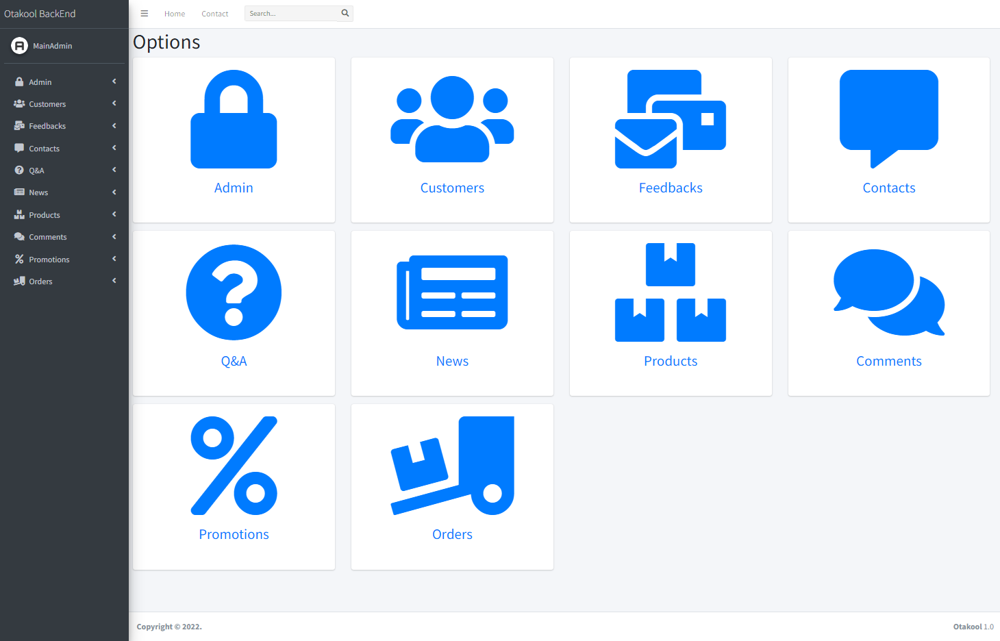 Otakool BackEnd
MainAdmin
Admin
Customers
Feedbacks
Contacts
Q&A
News
Products
Comments
Promotions
Orders
Home
Contact
Search...
Options
Admin
Customers
Feedbacks
Contacts
Q&A
News
Products
Comments
Promotions
Orders
Copyright © 2022.
Otakool 1.0